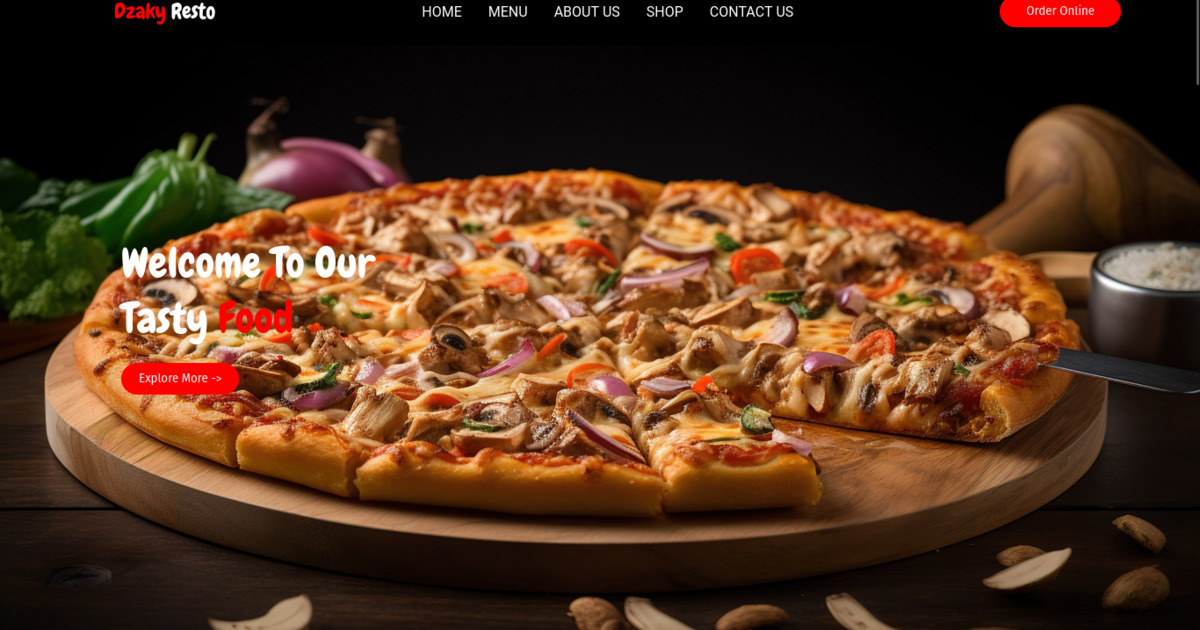 Dzaky Resto
HOME MENU ABOUT US SHOP CONTACT US
Order Online
Welcome To Our
Tasty Food
Explore More ->